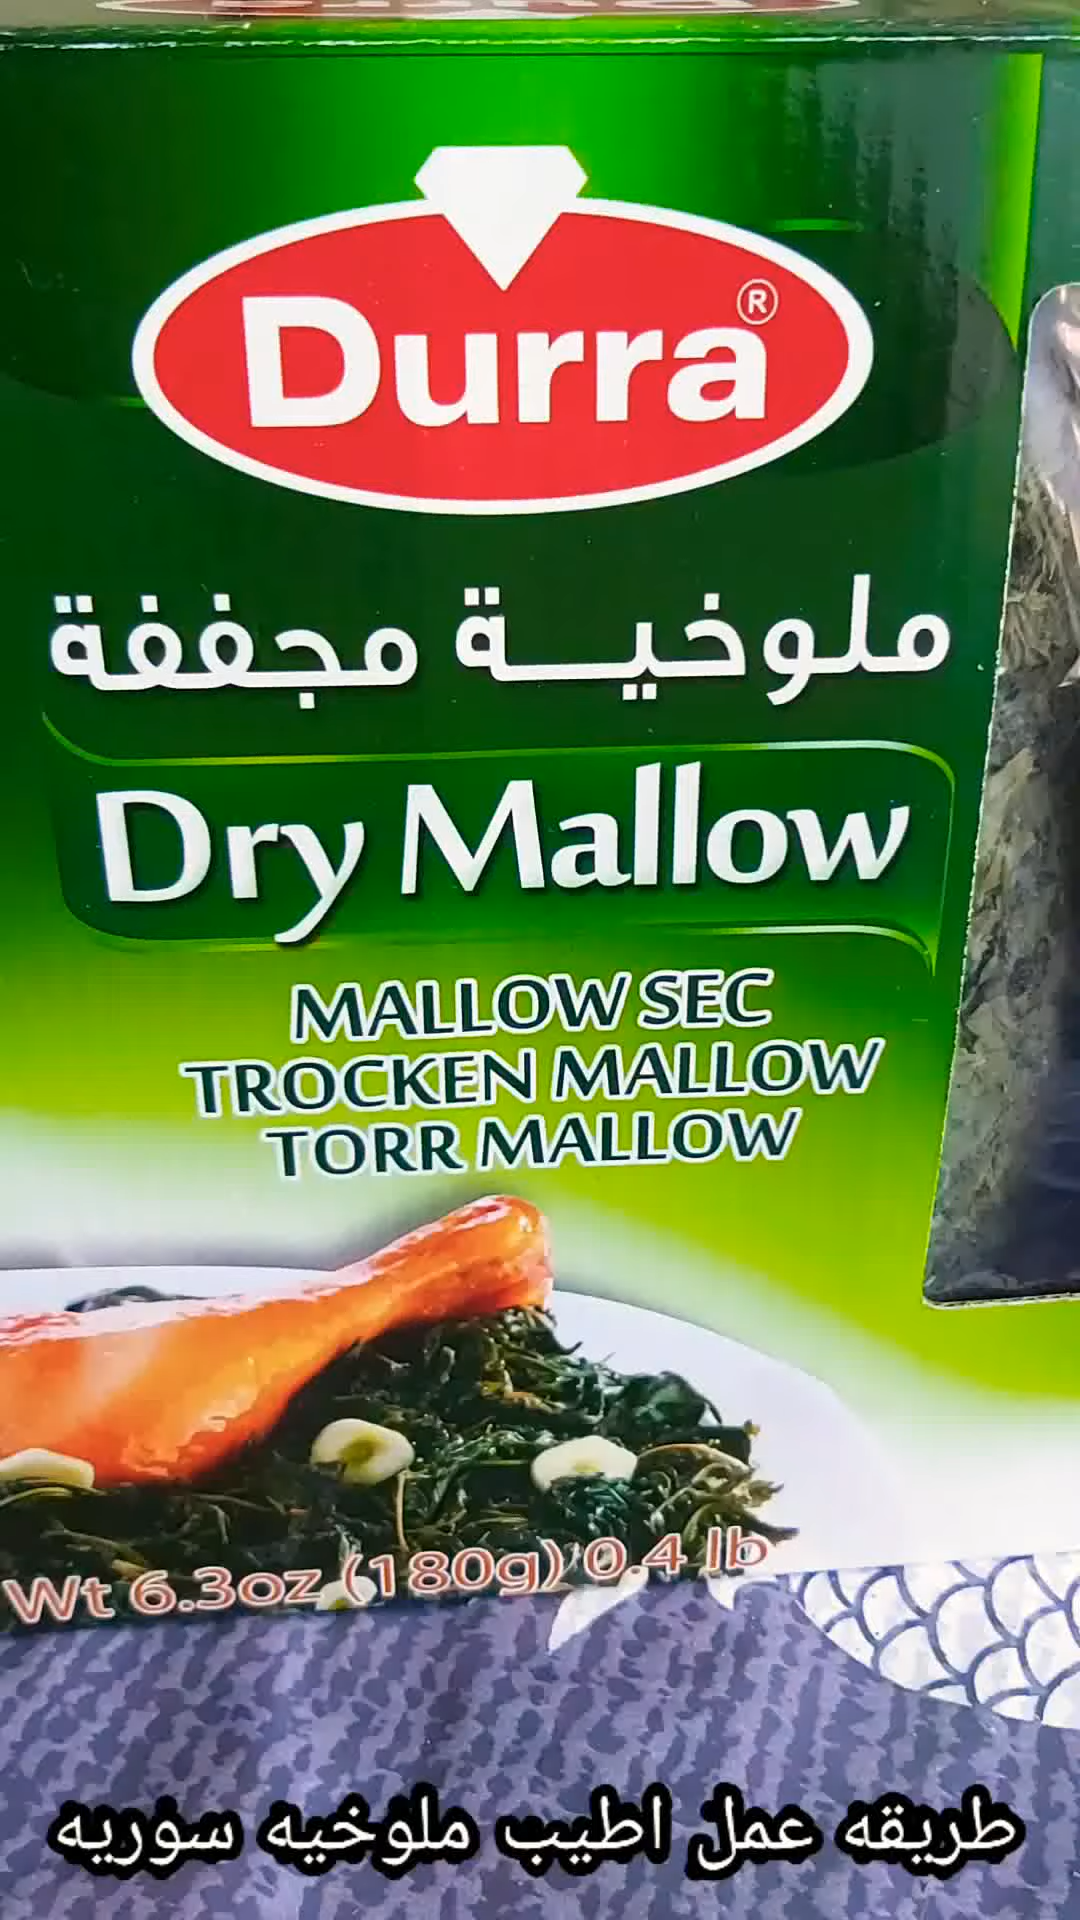 Durra®
ملوخية مجففة
Dry Mallow
MALLOW SEC
TROCKEN MALLOW
TORR MALLOW
Wt 6.3oz (180g) 0.4 lb
طريقه عمل اطيب ملوخيه سوريه